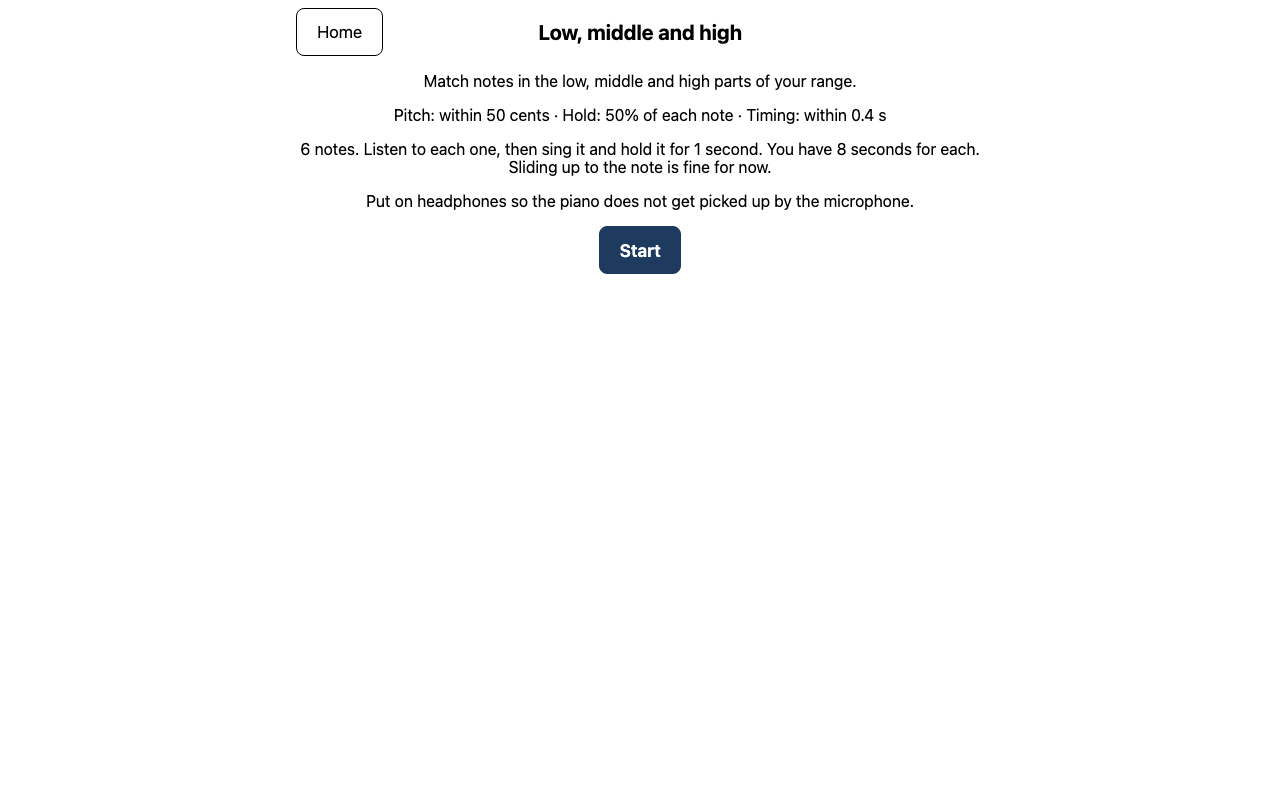 Home
Low, middle and high
Match notes in the low, middle and high parts of your range.
Pitch: within 50 cents · Hold: 50% of each note · Timing: within 0.4 s
6 notes. Listen to each one, then sing it and hold it for 1 second. You have 8 seconds for each.
Sliding up to the note is fine for now.
Put on headphones so the piano does not get picked up by the microphone.
Start